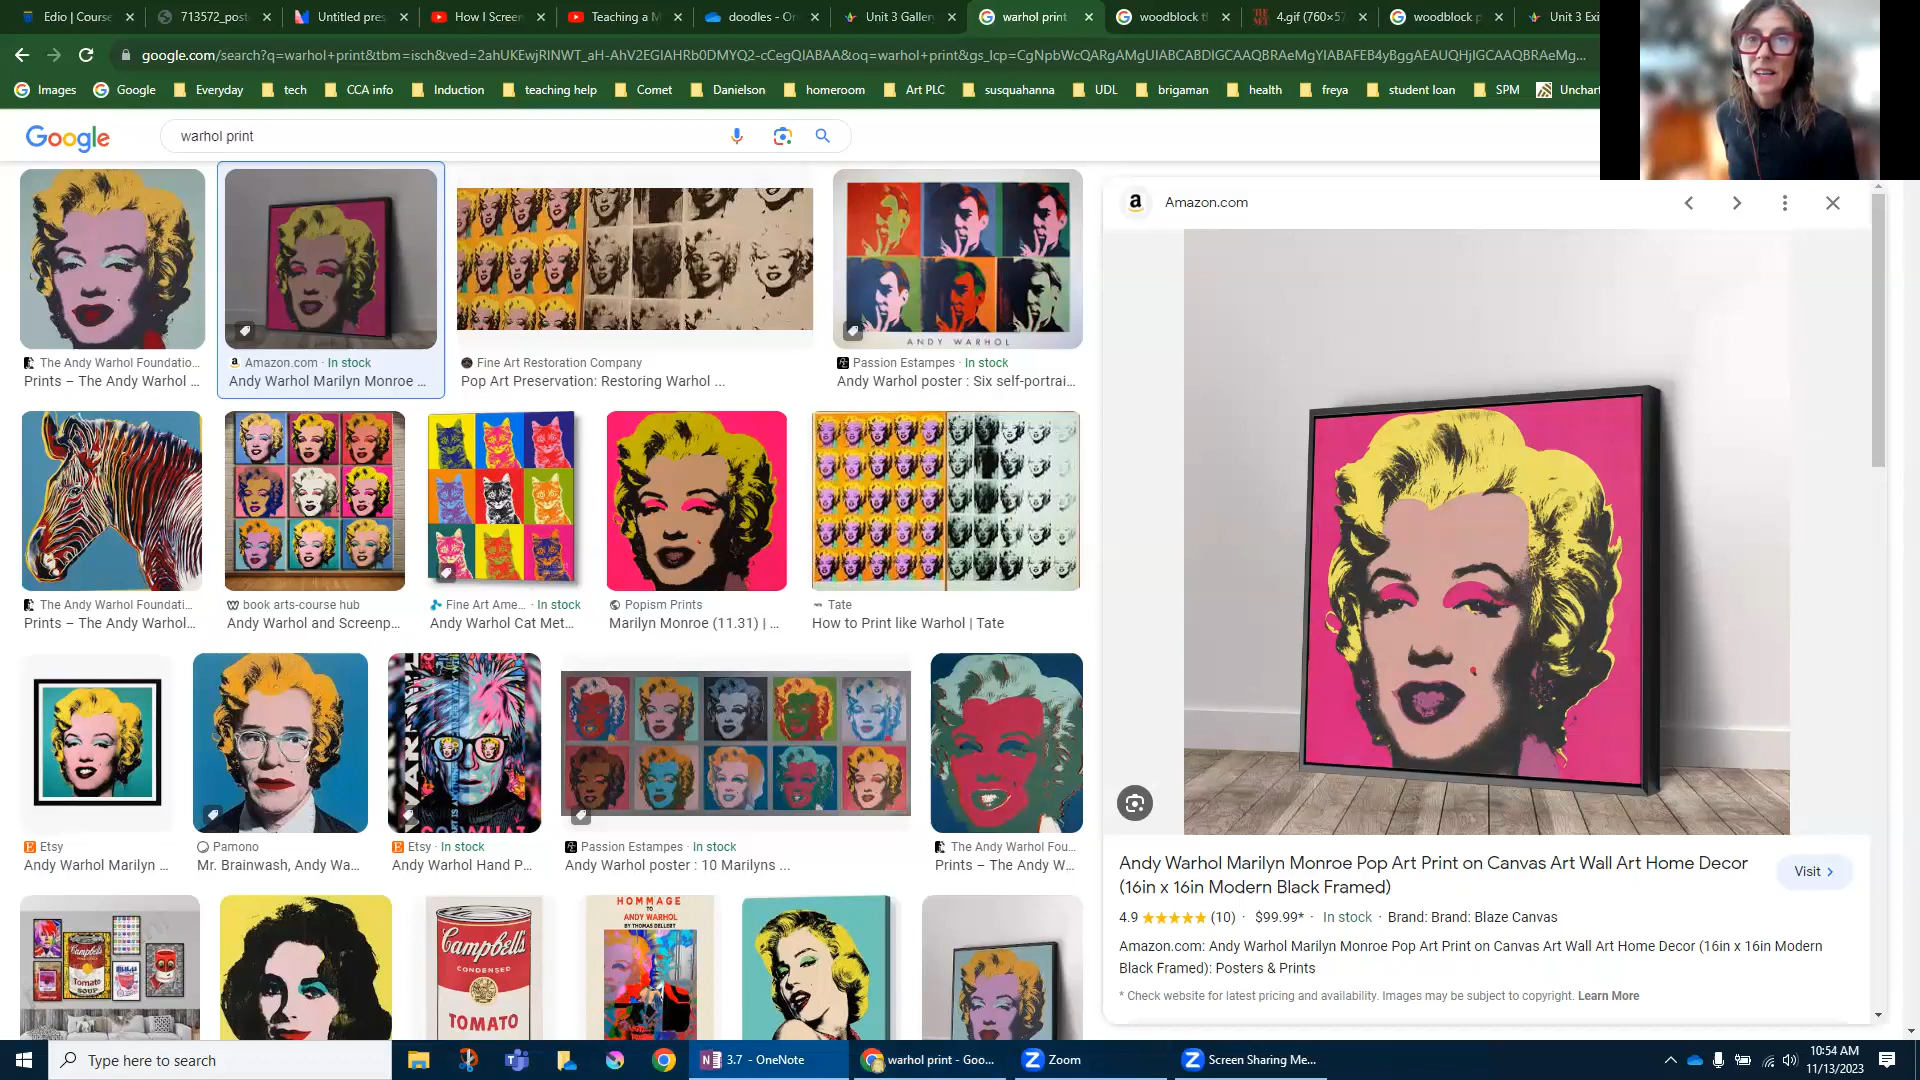 Edio | Course
713572_post
Untitled pres
How I Screen
Teaching a M
doodles - On
Unit 3 Gallery
warhol print
woodblock t
4.gif (760×57
woodblock p
Unit 3 Exi
google.com/search?q=warhol+print&tbm=isch&ved=2ahUKEwjRlNWT_aH-AhV2EGIAHRb0DMYQ2-cCegQIABAA&oq=warhol+print&gs_lcp=CgNpbWcQARgAMgUIABCABDIGCAAQBRAeMgYIABAFEB4yBggAEAUQHjIGCAAQBRAeMg...
Images
Google
Everyday
tech
CCA info
Induction
teaching help
Comet
Danielson
homeroom
Art PLC
susquahanna
UDL
brigaman
health
freya
student loan
SPM
Unchart
Google
warhol print
ANDY WARHOL
The Andy Warhol Foundatio...
Prints – The Andy Warhol ...
Amazon.com · In stock
Andy Warhol Marilyn Monroe ...
Fine Art Restoration Company
Pop Art Preservation: Restoring Warhol ...
Passion Estampes · In stock
Andy Warhol poster : Six self-portrai...
The Andy Warhol Foundati...
Prints – The Andy Warhol...
book arts-course hub
Andy Warhol and Screenp...
Fine Art Ame... · In stock
Andy Warhol Cat Met...
Popism Prints
Marilyn Monroe (11.31) | ...
Tate
How to Print like Warhol | Tate
Etsy
Andy Warhol Marilyn ...
Pamono
Mr. Brainwash, Andy Wa...
Etsy · In stock
Andy Warhol Hand P...
Passion Estampes · In stock
Andy Warhol poster : 10 Marilyns ...
The Andy Warhol Fou...
Prints – The Andy W...
Campbell's
CONDENSED
TOMATO
HOMMAGE
TO
ANDY WARHOL
BY THOMAS DELLERT
Amazon.com
Andy Warhol Marilyn Monroe Pop Art Print on Canvas Art Wall Art Home Decor
(16in x 16in Modern Black Framed)
Visit
4.9 ★★★★★ (10) · $99.99* · In stock · Brand: Brand: Blaze Canvas
Amazon.com: Andy Warhol Marilyn Monroe Pop Art Print on Canvas Art Wall Art Home Decor (16in x 16in Modern
Black Framed): Posters & Prints
* Check website for latest pricing and availability. Images may be subject to copyright. Learn More
Type here to search
3.7 - OneNote
warhol print - Goo...
Zoom
Screen Sharing Me...
10:54 AM
11/13/2023